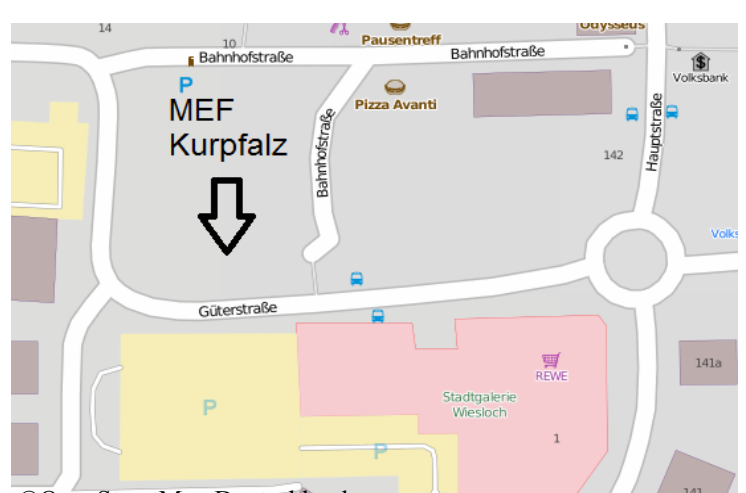 14
10
Odysseus
Pausentreff
Bahnhofstraße
Bahnhofstraße
Volksbank
P
MEF
Kurpfalz
Pizza Avanti
Bahnhofstraße
Hauptstraße
142
Volks
Güterstraße
REWE
141a
Stadtgalerie
Wiesloch
P
1
P
141